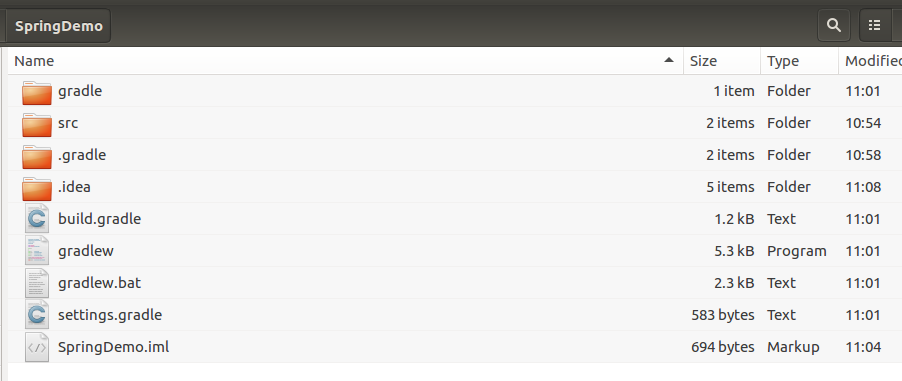 SpringDemo
Name Size Type Modified
gradle 1 item Folder 11:01
src 2 items Folder 10:54
.gradle 2 items Folder 10:58
.idea 5 items Folder 11:08
build.gradle 1.2 kB Text 11:01
gradlew 5.3 kB Program 11:01
gradlew.bat 2.3 kB Text 11:01
settings.gradle 583 bytes Text 11:01
SpringDemo.iml 694 bytes Markup 11:04